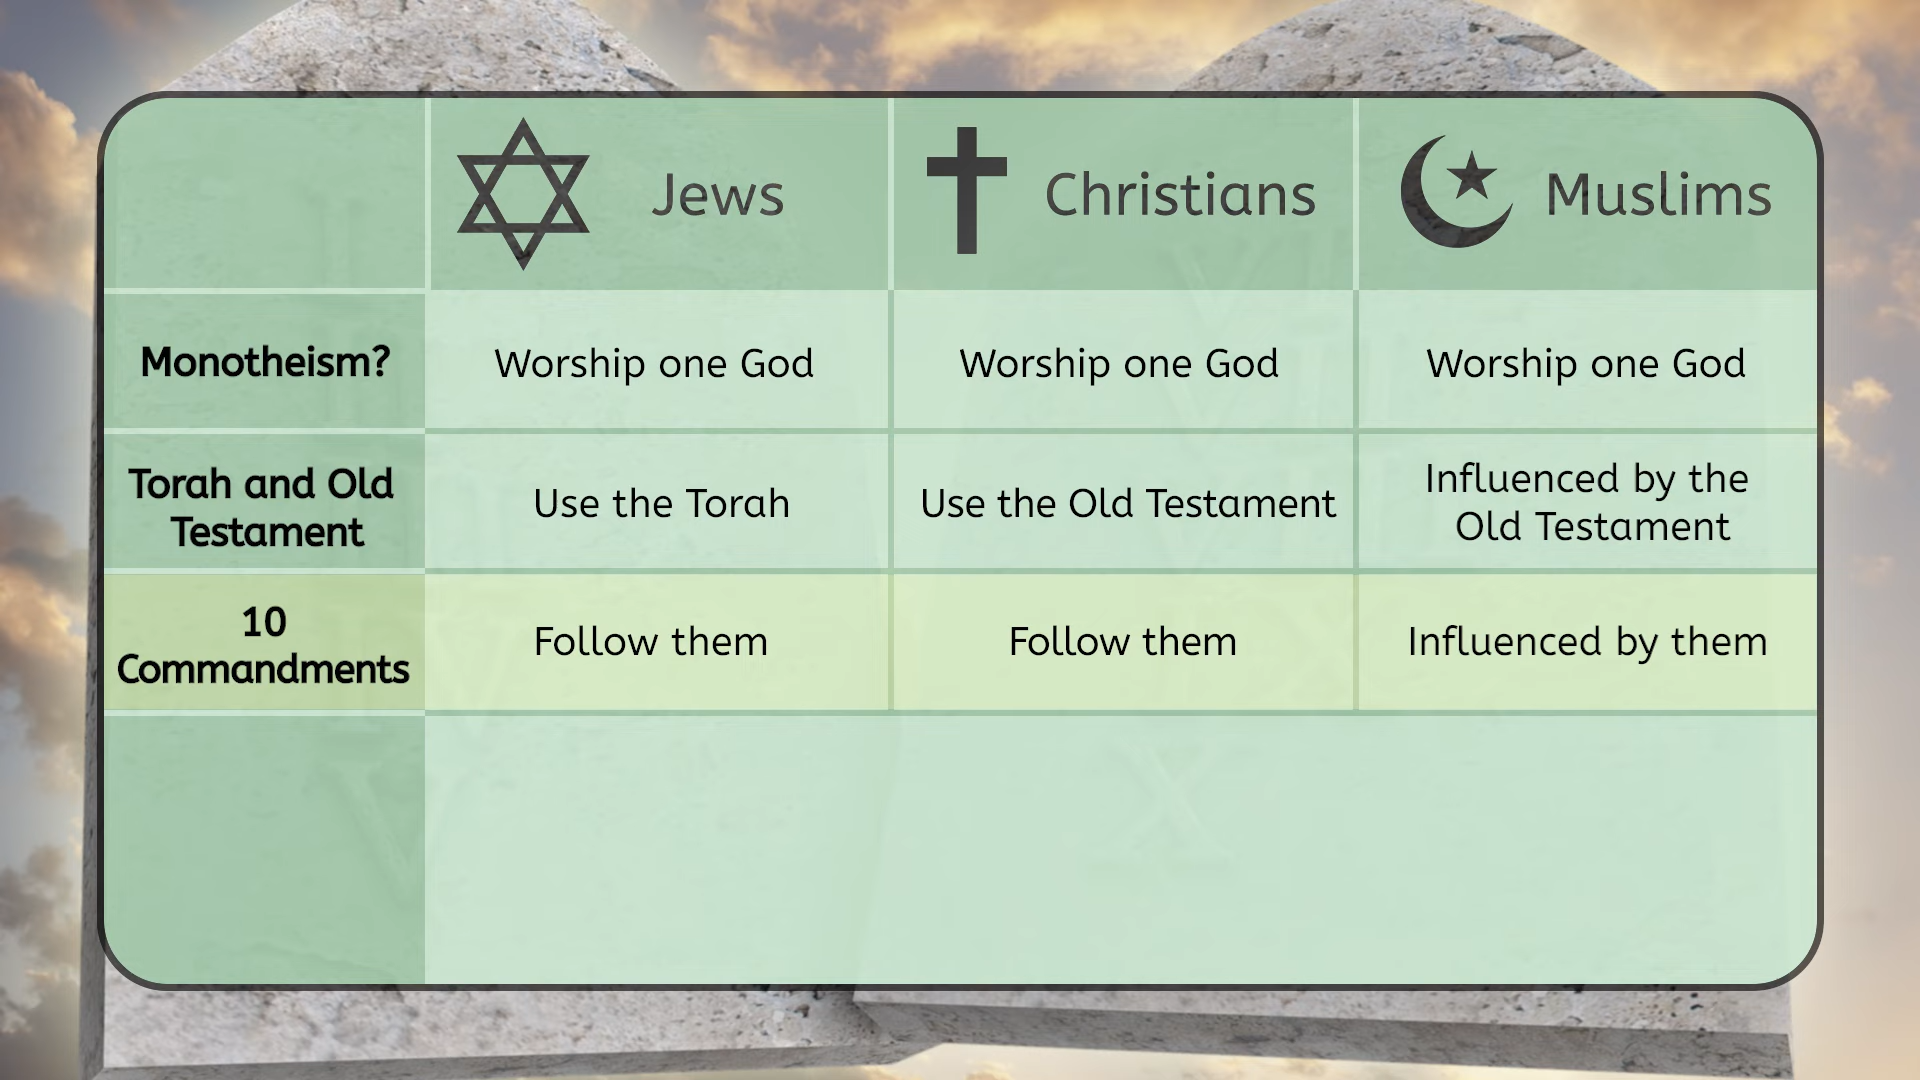 Jews
Christians
Muslims
Monotheism?
Worship one God
Worship one God
Worship one God
Torah and Old
Testament
Use the Torah
Use the Old Testament
Influenced by the
Old Testament
10
Commandments
Follow them
Follow them
Influenced by them